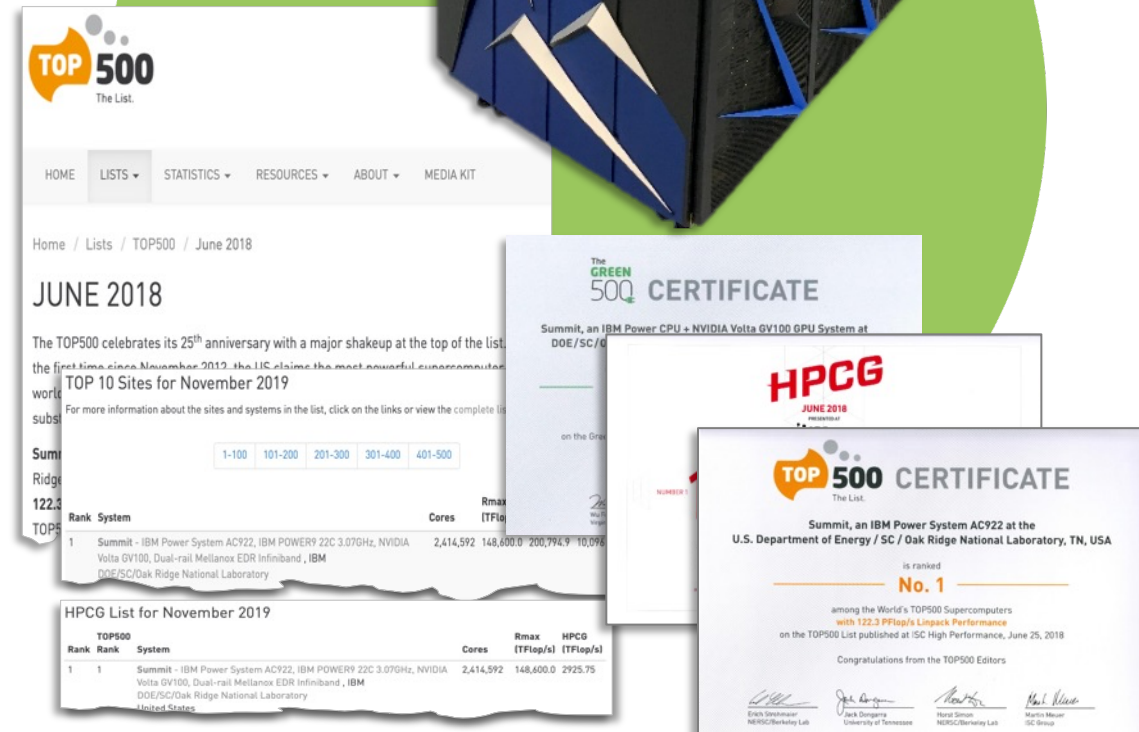 TOP 500
The List.
HOME LISTS STATISTICS RESOURCES ABOUT MEDIA KIT
Home / Lists / TOP500 / June 2018
JUNE 2018
The TOP500 celebrates its 25th anniversary with a major shakeup at the top of the list.
the first time since November 2012, the US claims the most powerful supercomputer
Ridge
122.3
TOP 10 Sites for November 2019
For more information about the sites and systems in the list, click on the links or view the complete
1-100 101-200 201-300 301-400 401-500
Rmax
Rank System Cores
1 Summit - IBM Power System AC922, IBM POWER9 22C 3.07GHz, NVIDIA 2,414,592 148,600.0 200,794.9 10,096
Volta GV100, Dual-rail Mellanox EDR Infiniband , IBM
DOE/SC/Oak Ridge National Laboratory
HPCG List for November 2019
TOP500 Rmax HPCG
Rank Rank System Cores (TFlop/s) (TFlop/s)
1 1 Summit - IBM Power System AC922, IBM POWER9 22C 3.07GHz, NVIDIA 2,414,592 148,600.0 2925.75
Volta GV100, Dual-rail Mellanox EDR Infiniband , IBM
DOE/SC/Oak Ridge National Laboratory
United States
The
GREEN
500 CERTIFICATE
Summit, an IBM Power CPU + NVIDIA Volta GV100 GPU System at
DOE/SC/O
on the
HPCG
JUNE 2018
PRESENTED AT
NUMBER 1
TOP 500 CERTIFICATE
The List.
Summit, an IBM Power System AC922 at the
U.S. Department of Energy / SC / Oak Ridge National Laboratory, TN, USA
is ranked
No. 1
among the World's TOP500 Supercomputers
with 122.3 PFlop/s Linpack Performance
on the TOP500 List published at ISC High Performance, June 25, 2018
Congratulations from the TOP500 Editors
Erich Strohmaier Jack Dongarra Horst Simon Martin Meuer
NERSC/Berkeley Lab University of Tennessee NERSC/Berkeley Lab ISC Group